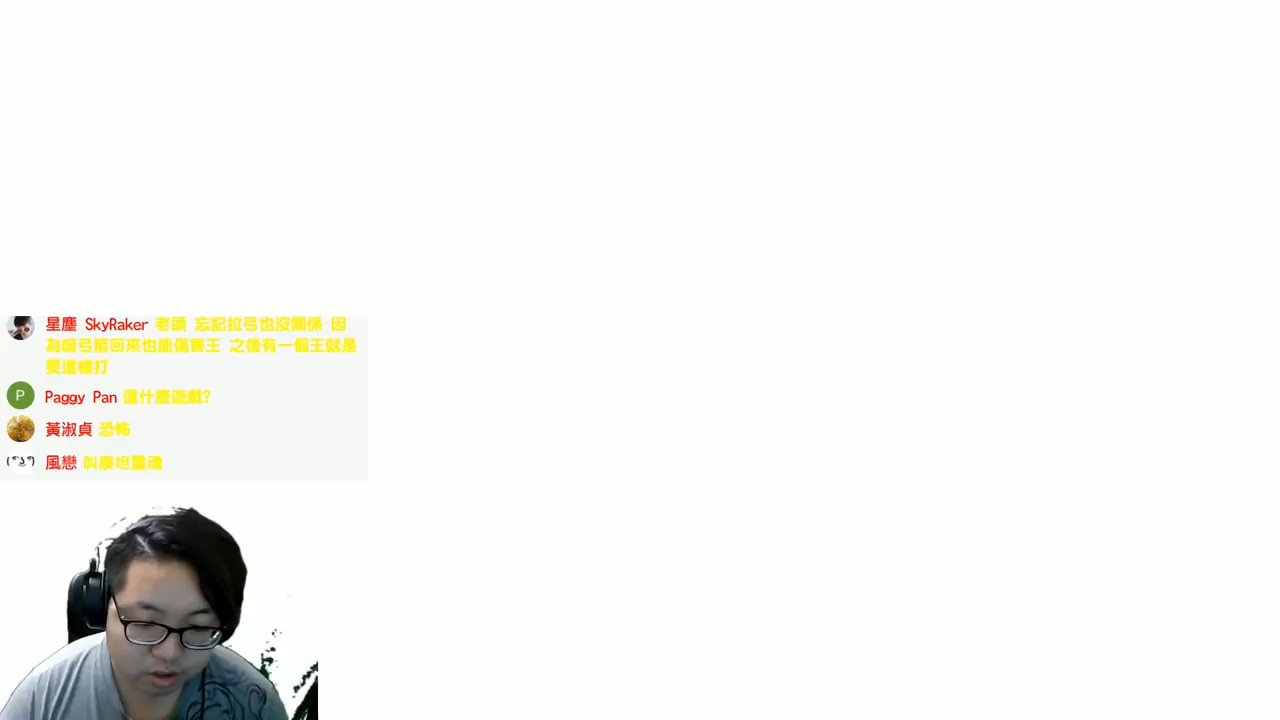 星塵 SkyRaker 老頭 忘記拉弓也沒關係 因
為吸弓箭回來也能傷害王 之後有一個王就是
要這樣打
P Paggy Pan 這什麼遊戲?
黃淑貞 恐怖
( ͡° ͜ʖ ͡°) 風戀 叫泰坦靈魂